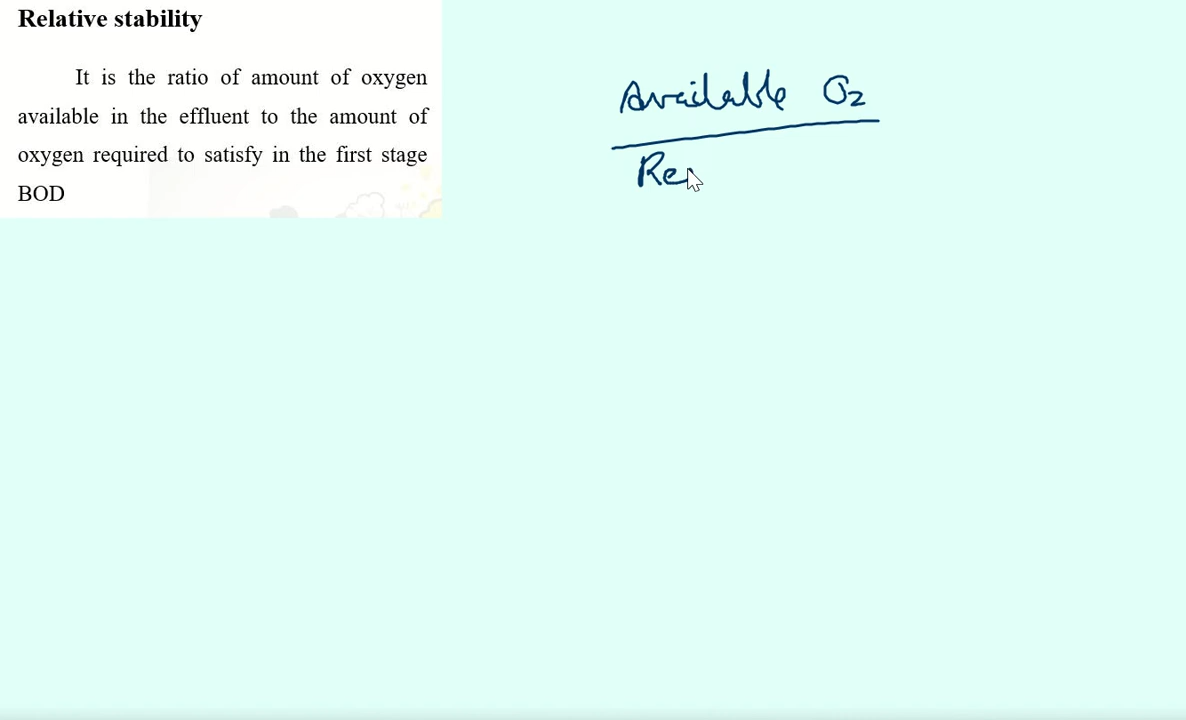 Relative stability
It is the ratio of amount of oxygen
available in the effluent to the amount of
oxygen required to satisfy in the first stage
BOD
Available O2
Re